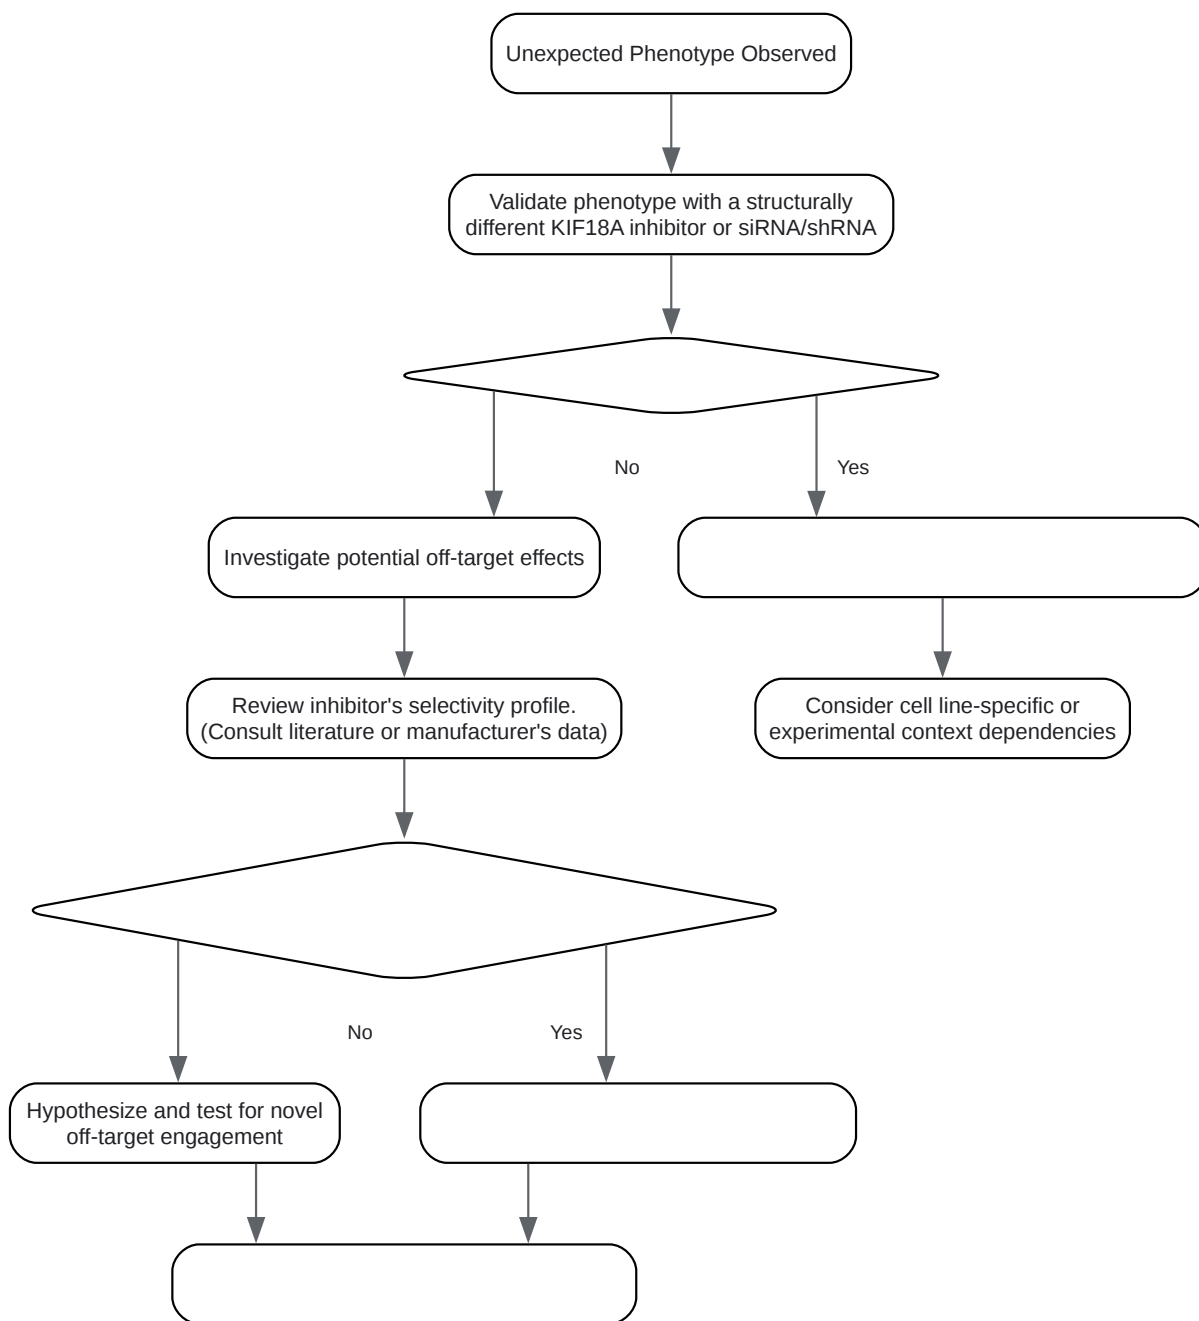 Unexpected Phenotype Observed
Validate phenotype with a structurally
different KIF18A inhibitor or siRNA/shRNA
No
Yes
Investigate potential off-target effects
Review inhibitor's selectivity profile.
(Consult literature or manufacturer's data)
Consider cell line-specific or
experimental context dependencies
No
Yes
Hypothesize and test for novel
off-target engagement